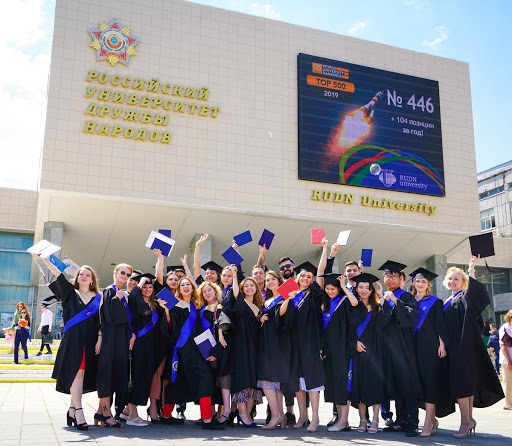 РОССИЙСКИЙ
УНИВЕРСИТЕТ
ДРУЖБЫ
НАРОДОВ
TOP 500
2019
№ 446
+ 104 позиции
за год!
RUDN
university
RUDN University